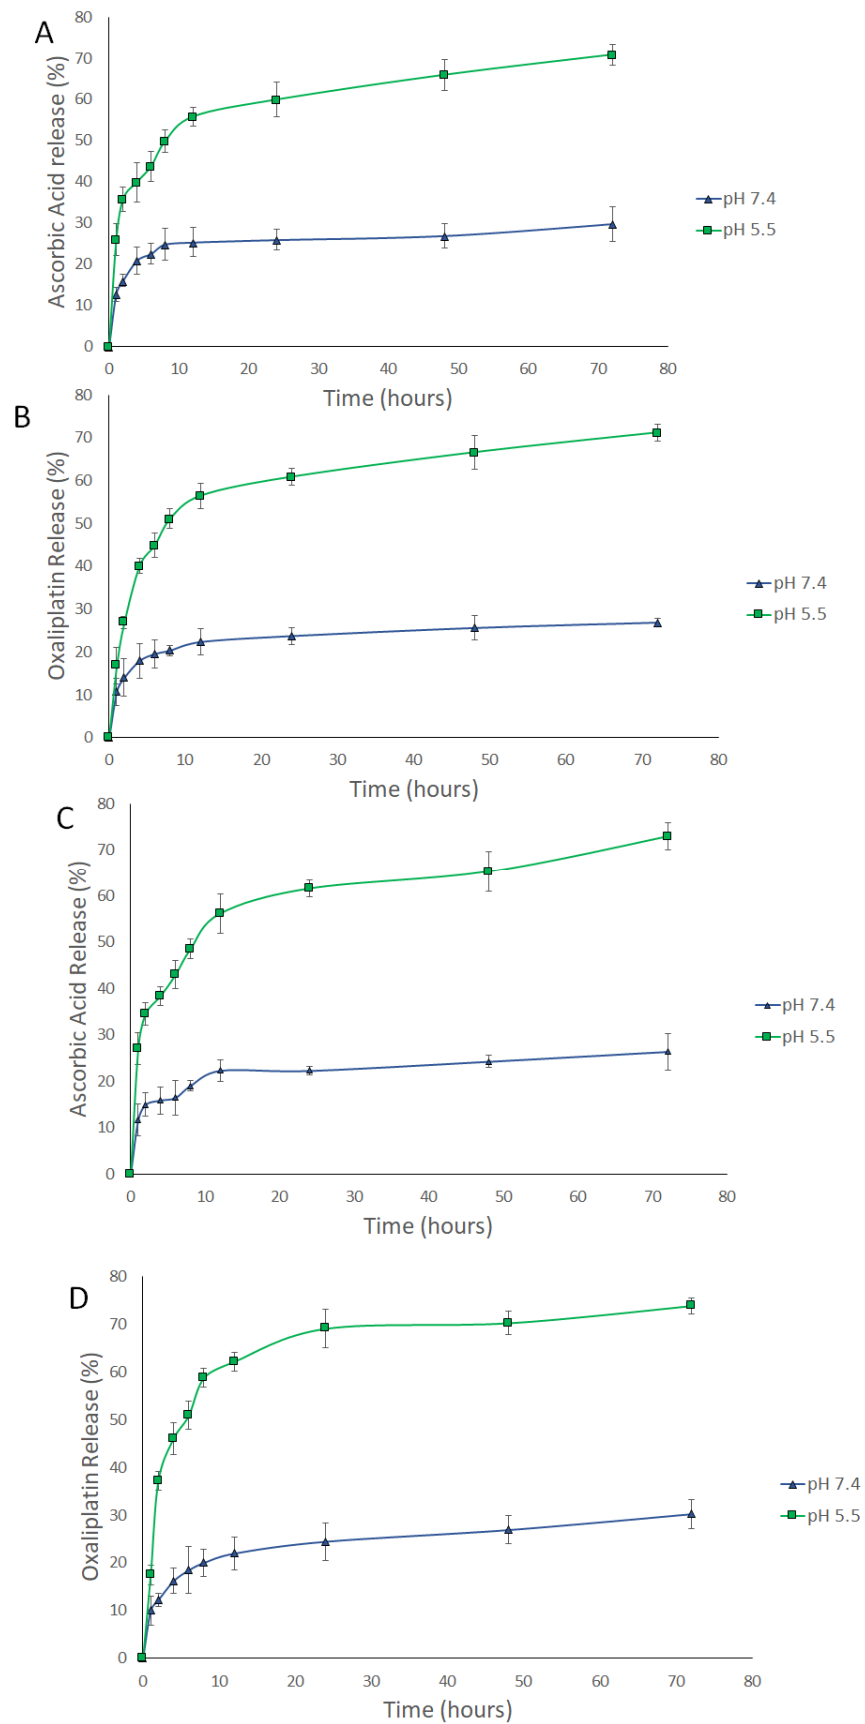 A
Ascorbic Acid release (%)
80
70
60
50
40
30
20
10
0
0 10 20 30 40 50 60 70 80
Time (hours)
pH 7.4
pH 5.5
B
Oxaliplatin Release (%)
80
70
60
50
40
30
20
10
0
0 10 20 30 40 50 60 70 80
Time (hours)
pH 7.4
pH 5.5
C
Ascorbic Acid Release (%)
80
70
60
50
40
30
20
10
0
0 10 20 30 40 50 60 70 80
Time (hours)
pH 7.4
pH 5.5
D
Oxaliplatin Release (%)
80
70
60
50
40
30
20
10
0
0 10 20 30 40 50 60 70 80
Time (hours)
pH 7.4
pH 5.5